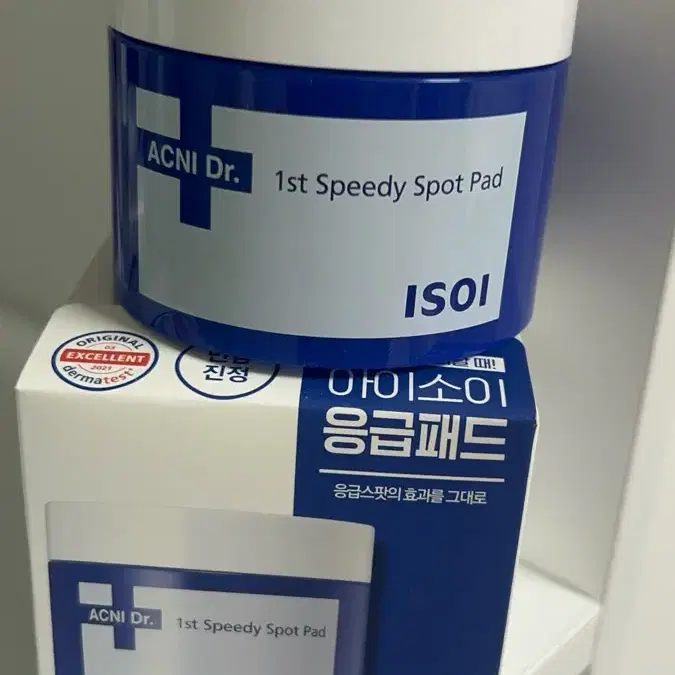 ACNI Dr.
1st Speedy Spot Pad
ISOI
ORIGINAL
03
EXCELLENT
2021
dermatest®
진정
때!
아이소이
응급패드
응급스팟의 효과를 그대로
ACNI Dr.
1st Speedy Spot Pad